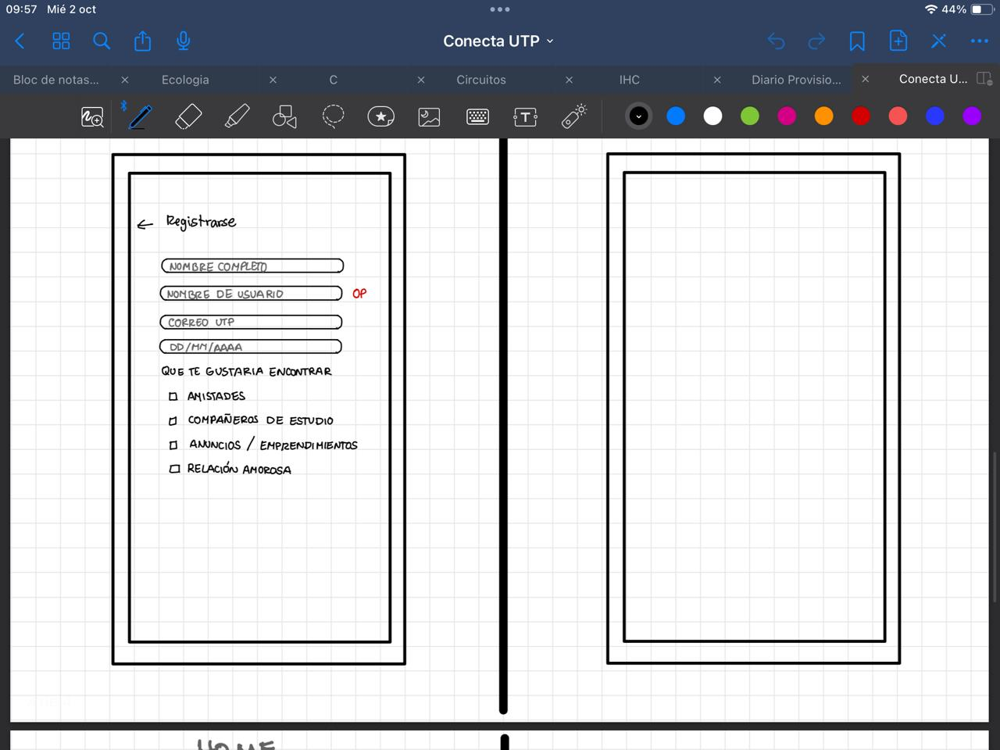 09:57 Mié 2 oct
44%
Conecta UTP
Bloc de notas...
Ecologia
C
Circuitos
IHC
Diario Provisio...
Conecta U...
Registrarse
NOMBRE COMPLETO
NOMBRE DE USUARIO OP
CORREO UTP
DD/MM/AAAA
QUE TE GUSTARIA ENCONTRAR
AMISTADES
COMPAÑEROS DE ESTUDIO
ANUNCIOS / EMPRENDIMIENTOS
RELACIÓN AMOROSA
HOME